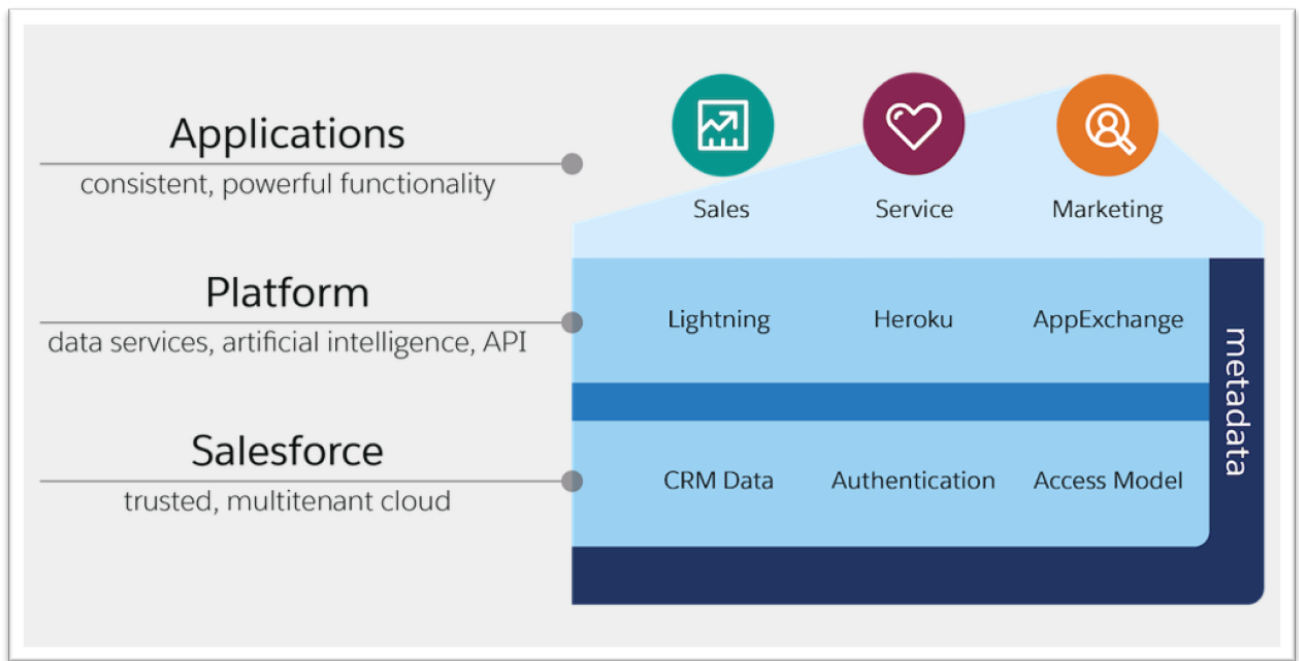 Applications
consistent, powerful functionality
Sales
Service
Marketing
Platform
data services, artificial intelligence, API
Lightning
Heroku
AppExchange
Salesforce
trusted, multitenant cloud
CRM Data
Authentication
Access Model
metadata